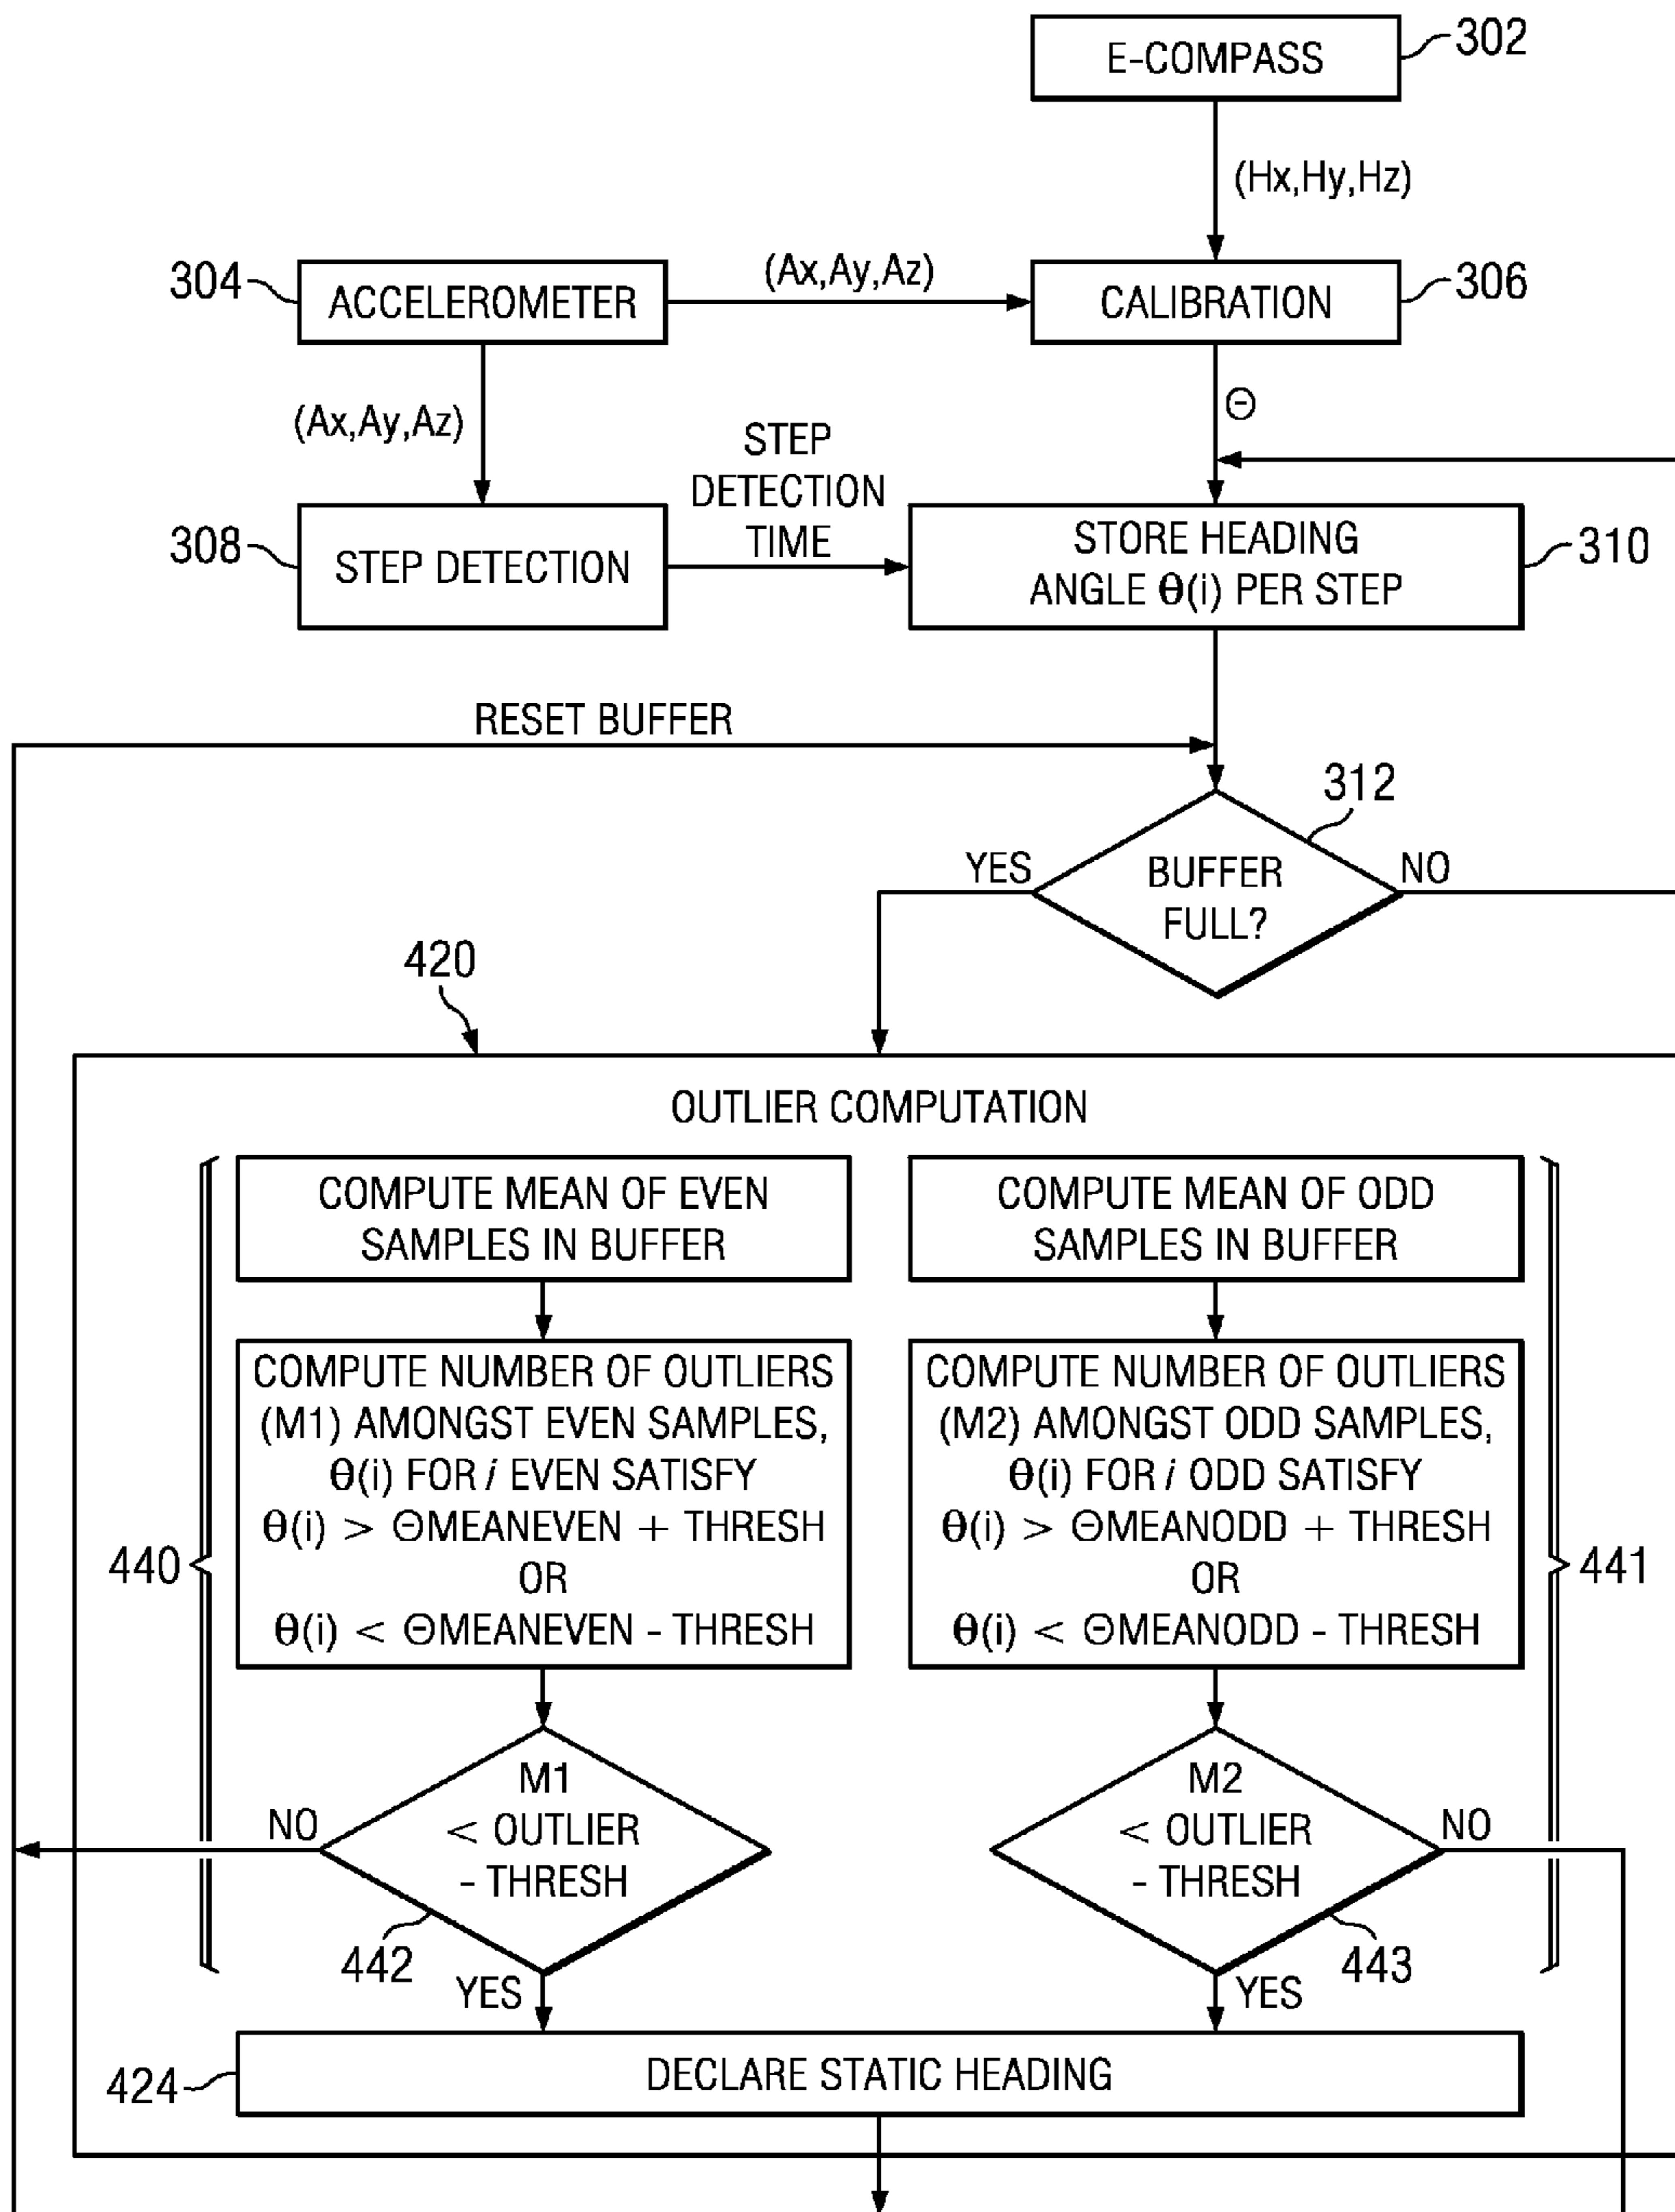 E-COMPASS
302
(Hx,Hy,Hz)
304
ACCELEROMETER
(Ax,Ay,Az)
CALIBRATION
306
(Ax,Ay,Az)
Θ
STEP
DETECTION
TIME
308
STEP DETECTION
STORE HEADING
ANGLE θ(i) PER STEP
310
RESET BUFFER
312
YES
BUFFER
FULL?
NO
420
OUTLIER COMPUTATION
COMPUTE MEAN OF EVEN
SAMPLES IN BUFFER
COMPUTE MEAN OF ODD
SAMPLES IN BUFFER
440
COMPUTE NUMBER OF OUTLIERS
(M1) AMONGST EVEN SAMPLES,
θ(i) FOR i EVEN SATISFY
θ(i) > ΘMEANEVEN + THRESH
OR
θ(i) < ΘMEANEVEN - THRESH
COMPUTE NUMBER OF OUTLIERS
(M2) AMONGST ODD SAMPLES,
θ(i) FOR i ODD SATISFY
θ(i) > ΘMEANODD + THRESH
OR
θ(i) < ΘMEANODD - THRESH
441
NO
M1
< OUTLIER
- THRESH
442
YES
M2
< OUTLIER
- THRESH
NO
443
YES
424
DECLARE STATIC HEADING